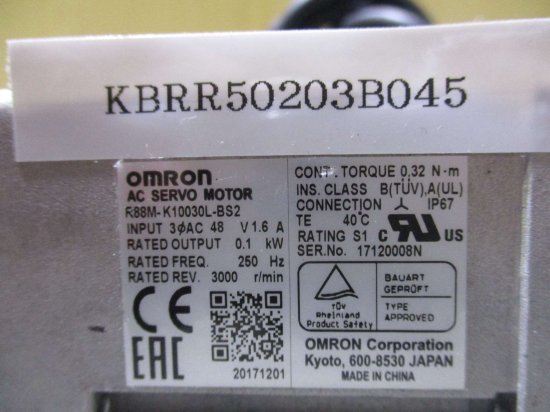 KBRR50203B045
OMRON
AC SERVO MOTOR
R88M-K10030L-BS2
INPUT 3ØAC 48 V 1.6 A
RATED OUTPUT 0.1 kW
RATED FREQ. 250 Hz
RATED REV. 3000 r/min
CE
EAC
20171201
CONT. TORQUE 0.32 N·m
INS. CLASS B(TÜV),A(UL)
CONNECTION IP67
TE 40℃
RATING S1
SER.No. 17120008N
c RU US
TÜV
Rheinland
Product Safety
BAUART
GEPRÜFT
TYPE
APPROVED
OMRON Corporation
Kyoto, 600-8530 JAPAN
MADE IN CHINA